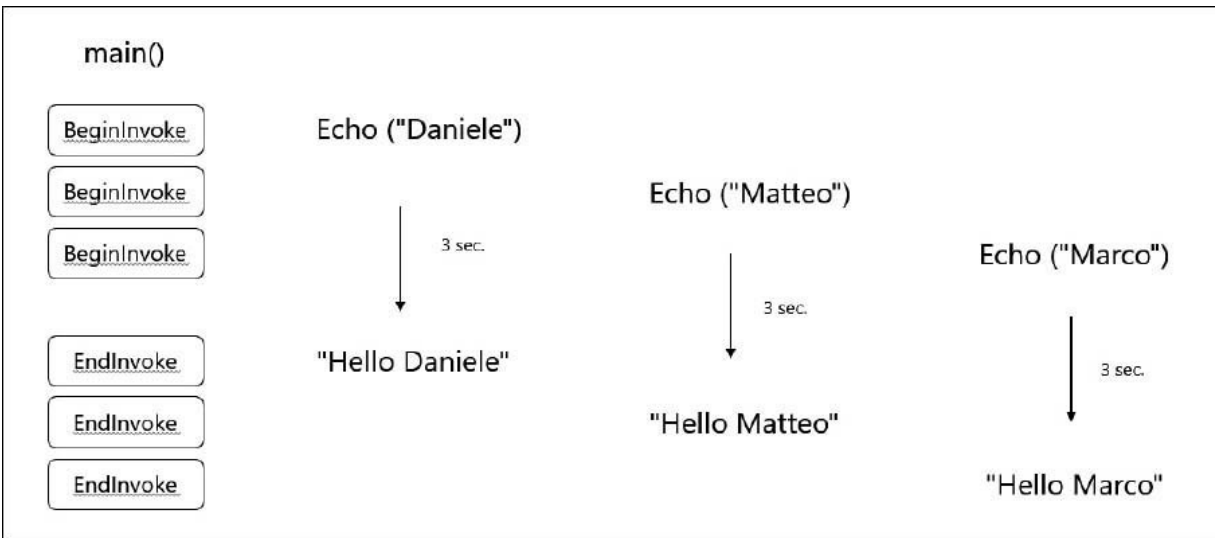 main()
BeginInvoke
Echo ("Daniele")
BeginInvoke
Echo ("Matteo")
BeginInvoke
3 sec.
Echo ("Marco")
3 sec.
EndInvoke
"Hello Daniele"
3 sec.
EndInvoke
"Hello Matteo"
EndInvoke
"Hello Marco"